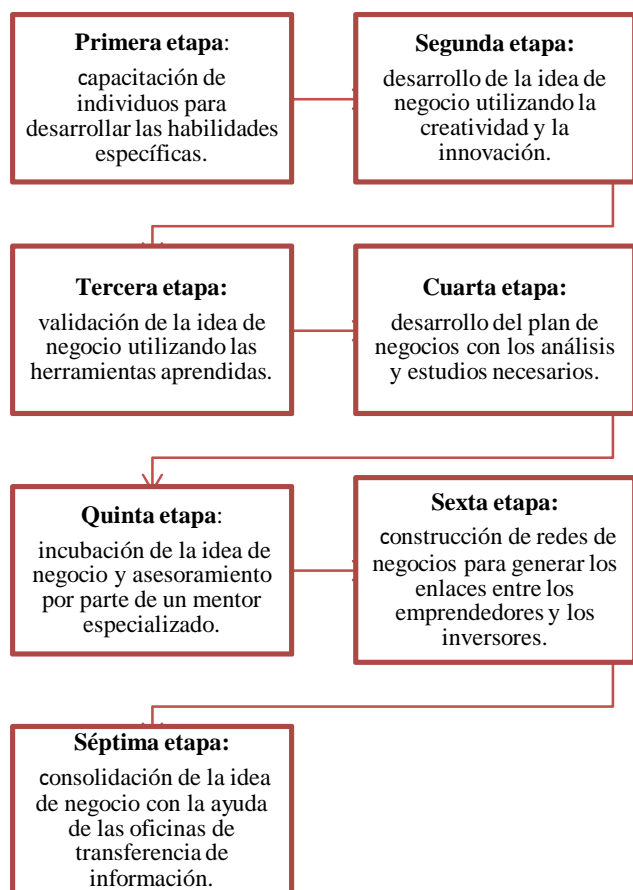 Primera etapa:
capacitación de
individuos para
desarrollar las habilidades
específicas.
Segunda etapa:
desarrollo de la idea de
negocio utilizando la
creatividad y la
innovación.
Tercera etapa:
validación de la idea de
negocio utilizando las
herramientas aprendidas.
Cuarta etapa:
desarrollo del plan de
negocios con los análisis
y estudios necesarios.
Quinta etapa:
incubación de la idea de
negocio y asesoramiento
por parte de un mentor
especializado.
Sexta etapa:
construcción de redes de
negocios para generar los
enlaces entre los
emprendedores y los
inversores.
Séptima etapa:
consolidación de la idea
de negocio con la ayuda
de las oficinas de
transferencia de
información.